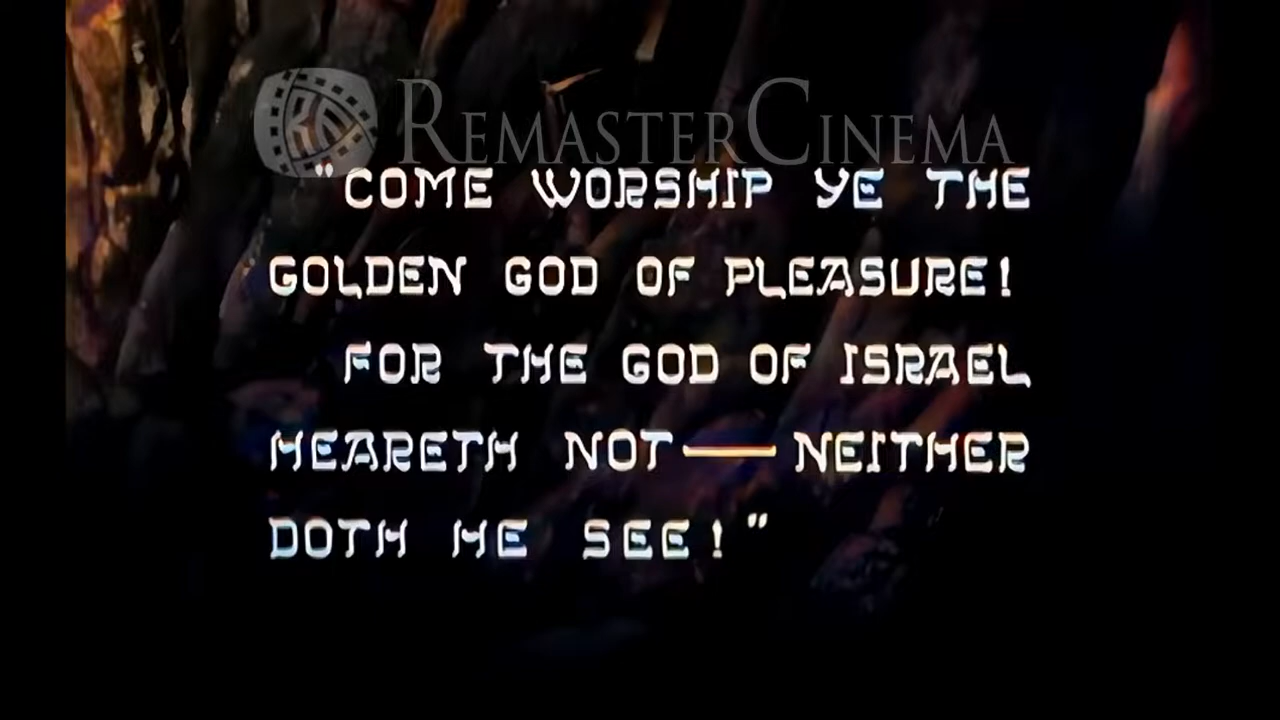 REMASTERCINEMA
"COME WORSHIP YE THE
GOLDEN GOD OF PLEASURE!
FOR THE GOD OF ISRAEL
HEARETH NOT—NEITHER
DOTH HE SEE!"